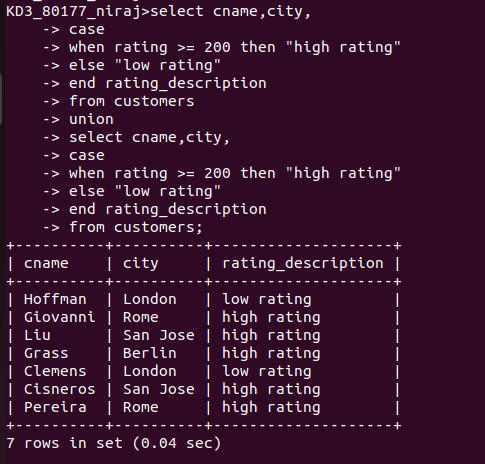 KD3_80177_niraj>select cname,city,
    -> case
    -> when rating >= 200 then "high rating"
    -> else "low rating"
    -> end rating_description
    -> from customers
    -> union
    -> select cname,city,
    -> case
    -> when rating >= 200 then "high rating"
    -> else "low rating"
    -> end rating_description
    -> from customers;
+----------+----------+--------------------+
| cname    | city     | rating_description |
+----------+----------+--------------------+
| Hoffman  | London   | low rating         |
| Giovanni | Rome     | high rating        |
| Liu      | San Jose | high rating        |
| Grass    | Berlin   | high rating        |
| Clemens  | London   | low rating         |
| Cisneros | San Jose | high rating        |
| Pereira  | Rome     | high rating        |
+----------+----------+--------------------+
7 rows in set (0.04 sec)